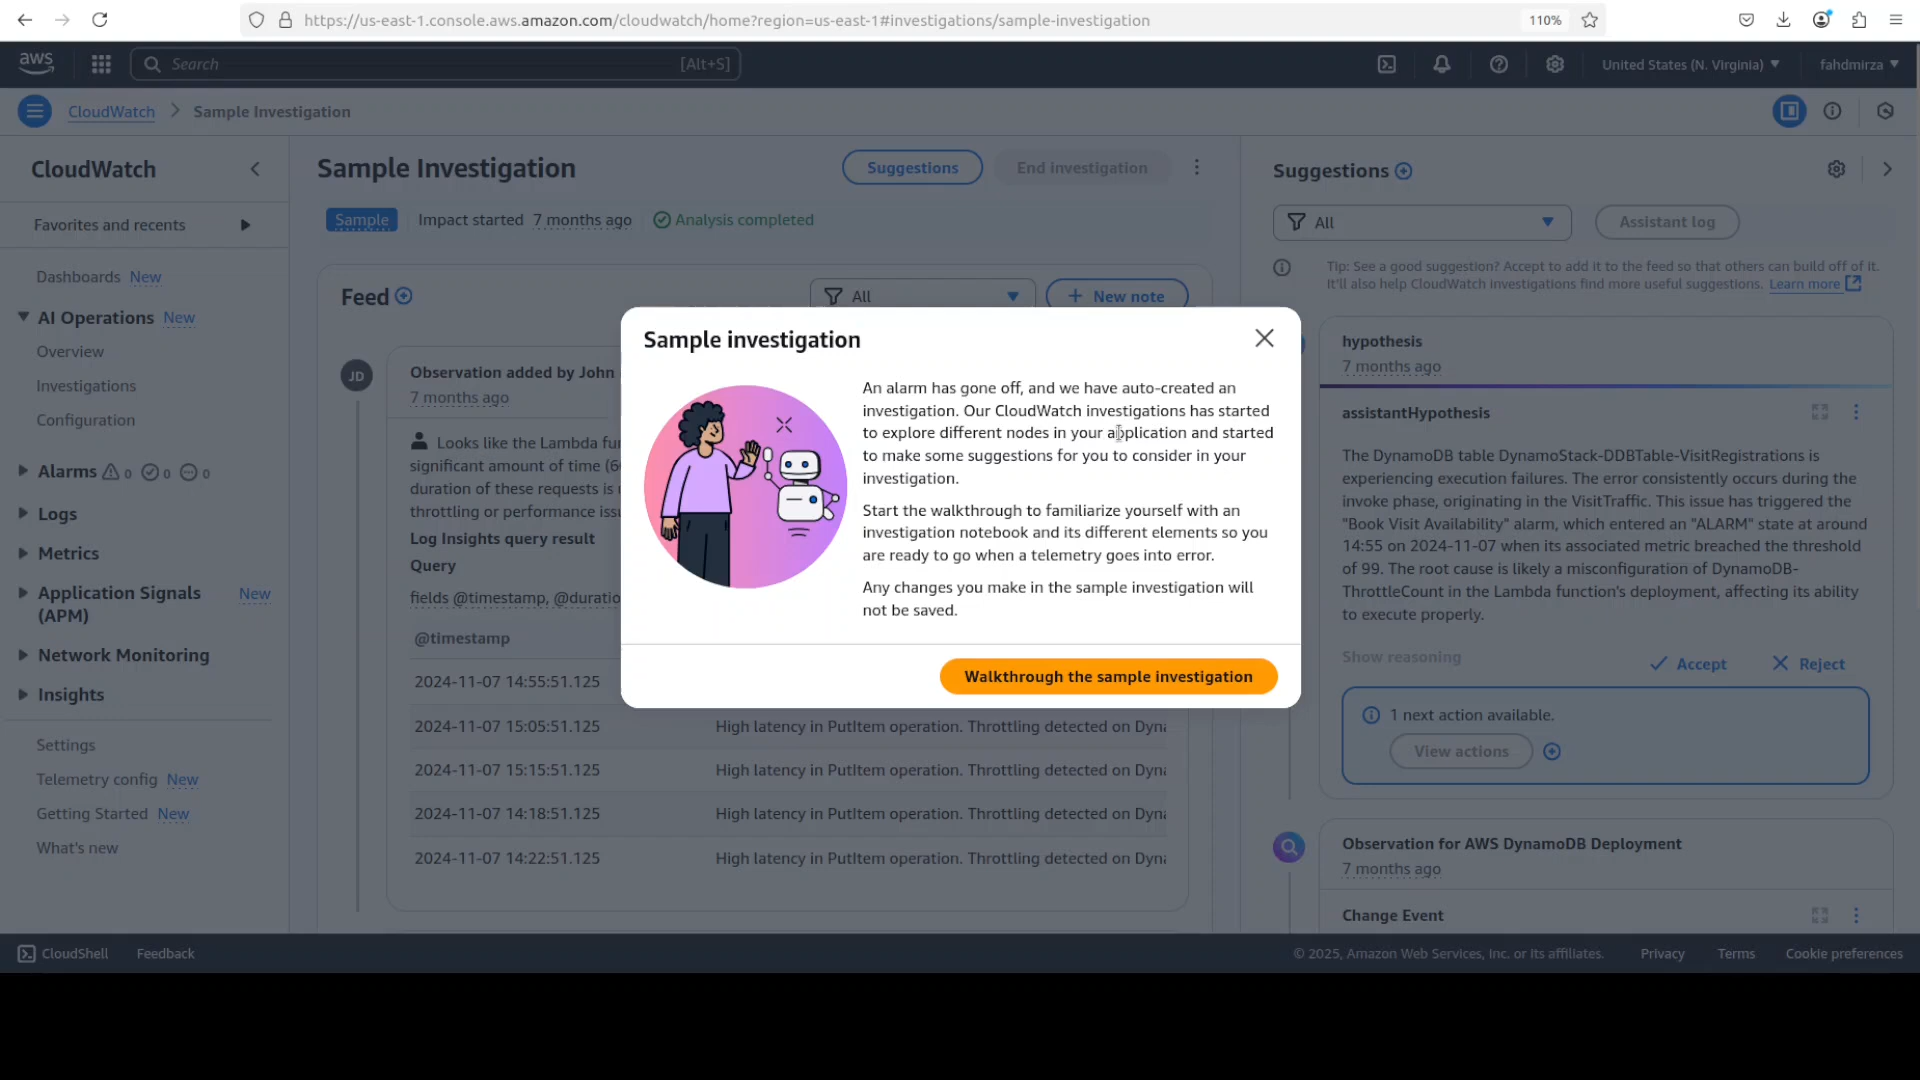 https://us-east-1.console.aws.amazon.com/cloudwatch/home?region=us-east-1#investigations/sample-investigation
110%
aws
Search
[Alt+S]
United States (N. Virginia)
fahdmirza
CloudWatch
Sample Investigation
CloudWatch
Favorites and recents
Dashboards New
AI Operations New
Overview
Investigations
Configuration
Alarms 0 0 0
Logs
Metrics
Application Signals New
(APM)
Network Monitoring
Insights
Settings
Telemetry config New
Getting Started New
What's new
Sample Investigation
Suggestions
End investigation
Sample
Impact started 7 months ago
Analysis completed
Feed
All
New note
JD
Observation added by John
7 months ago
Looks like the Lambda
significant amount of time
duration of these requests is
throttling or performance
Log Insights query result
Query
fields @timestamp,
@timestamp
2024-11-07 14:55:51.125
2024-11-07 15:05:51.125 High latency in PutItem operation. Throttling detected on Dyna
2024-11-07 15:15:51.125 High latency in PutItem operation. Throttling detected on Dyna
2024-11-07 14:18:51.125 High latency in PutItem operation. Throttling detected on Dyna
2024-11-07 14:22:51.125 High latency in PutItem operation. Throttling detected on Dyna
Sample investigation
An alarm has gone off, and we have auto-created an
investigation. Our CloudWatch investigations has started
to explore different nodes in your application and started
to make some suggestions for you to consider in your
investigation.
Start the walkthrough to familiarize yourself with an
investigation notebook and its different elements so you
are ready to go when a telemetry goes into error.
Any changes you make in the sample investigation will
not be saved.
Walkthrough the sample investigation
Suggestions
All
Assistant log
Tip: See a good suggestion? Accept to add it to the feed so that others can build off of it.
It'll also help CloudWatch investigations find more useful suggestions. Learn more
hypothesis
7 months ago
assistantHypothesis
The DynamoDB table DynamoStack-DDBTable-VisitRegistrations is
experiencing execution failures. The error consistently occurs during the
invoke phase, originating in the VisitTraffic. This issue has triggered the
"Book Visit Availability" alarm, which entered an "ALARM" state at around
14:55 on 2024-11-07 when its associated metric breached the threshold
of 99. The root cause is likely a misconfiguration of DynamoDB-
ThrottleCount in the Lambda function's deployment, affecting its ability
to execute properly.
Show reasoning
Accept
Reject
1 next action available.
View actions
Observation for AWS DynamoDB Deployment
7 months ago
Change Event
CloudShell
Feedback
© 2025, Amazon Web Services, Inc. or its affiliates.
Privacy
Terms
Cookie preferences